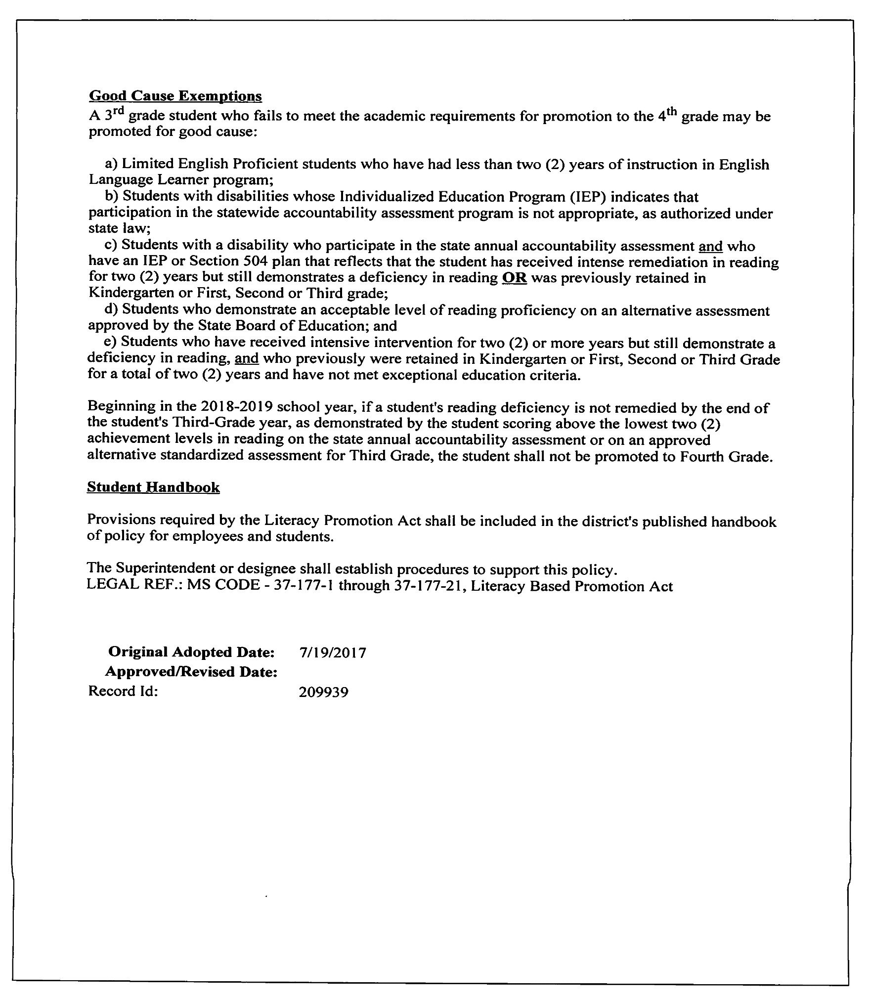 Good Cause Exemptions
A 3rd grade student who fails to meet the academic requirements for promotion to the 4th grade may be
promoted for good cause:
a) Limited English Proficient students who have had less than two (2) years of instruction in English
Language Learner program;
b) Students with disabilities whose Individualized Education Program (IEP) indicates that
participation in the statewide accountability assessment program is not appropriate, as authorized under
state law;
c) Students with a disability who participate in the state annual accountability assessment and who
have an IEP or Section 504 plan that reflects that the student has received intense remediation in reading
for two (2) years but still demonstrates a deficiency in reading OR was previously retained in
Kindergarten or First, Second or Third grade;
d) Students who demonstrate an acceptable level of reading proficiency on an alternative assessment
approved by the State Board of Education; and
e) Students who have received intensive intervention for two (2) or more years but still demonstrate a
deficiency in reading, and who previously were retained in Kindergarten or First, Second or Third Grade
for a total of two (2) years and have not met exceptional education criteria.
Beginning in the 2018-2019 school year, if a student's reading deficiency is not remedied by the end of
the student's Third-Grade year, as demonstrated by the student scoring above the lowest two (2)
achievement levels in reading on the state annual accountability assessment or on an approved
alternative standardized assessment for Third Grade, the student shall not be promoted to Fourth Grade.
Student Handbook
Provisions required by the Literacy Promotion Act shall be included in the district's published handbook
of policy for employees and students.
The Superintendent or designee shall establish procedures to support this policy.
LEGAL REF.: MS CODE - 37-177-1 through 37-177-21, Literacy Based Promotion Act
Original Adopted Date: 7/19/2017
Approved/Revised Date:
Record Id: 209939